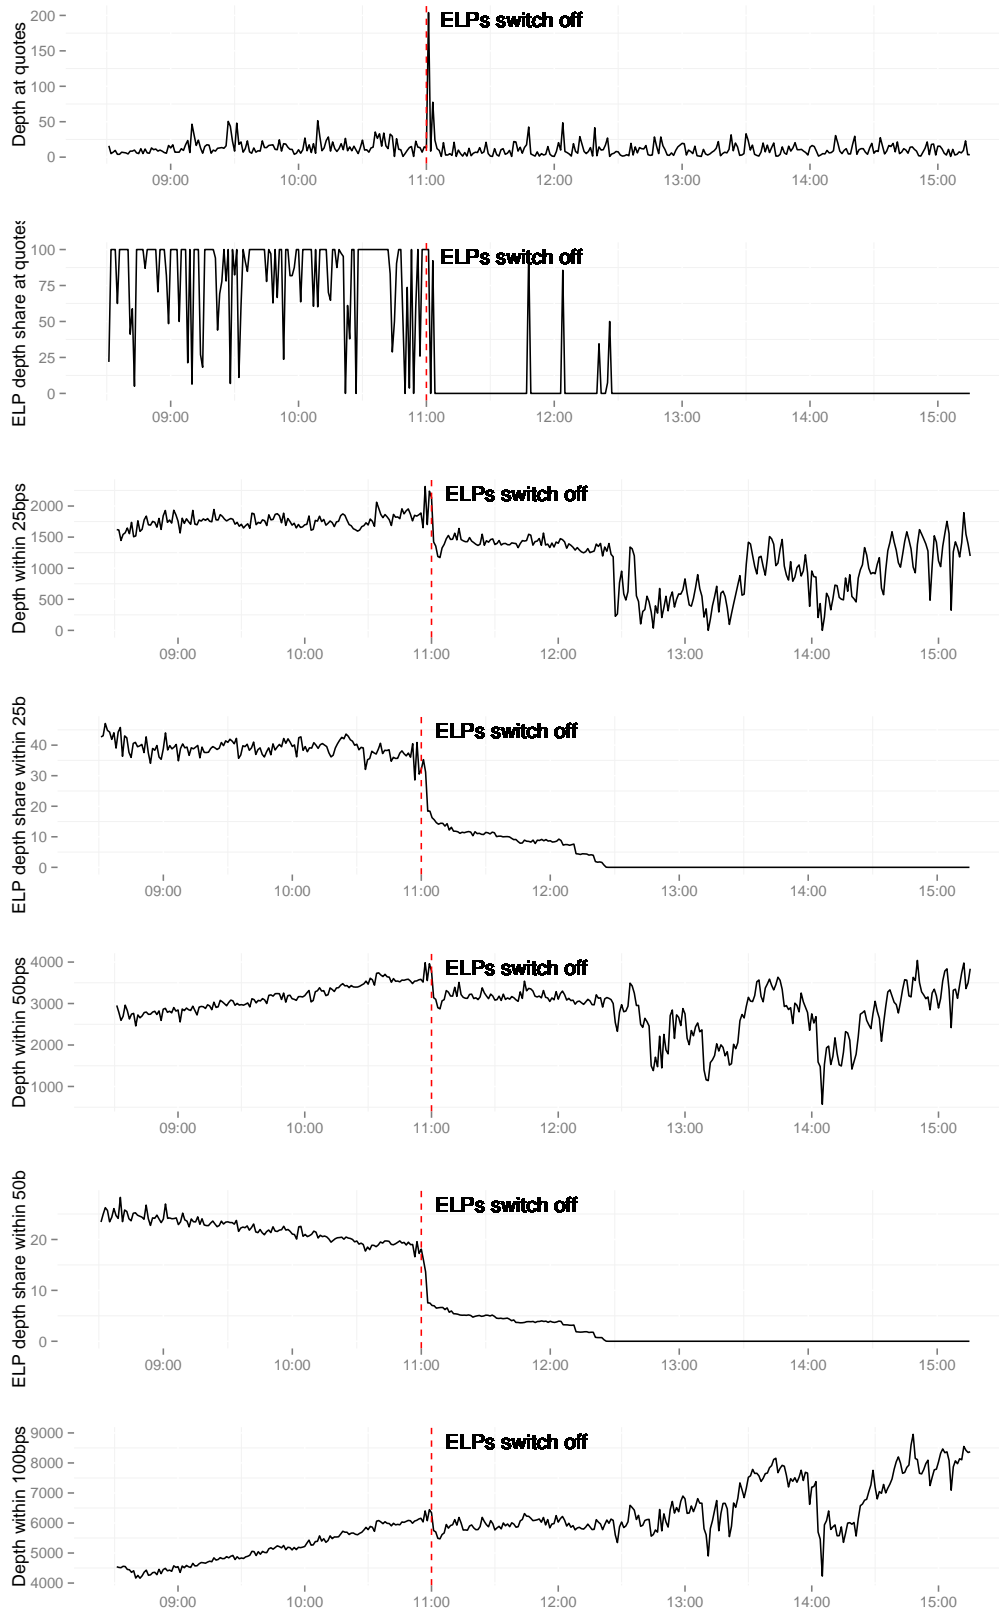 Depth at quotes
200
150
100
50
0
ELPs switch off
09:00 10:00 11:00 12:00 13:00 14:00 15:00
ELP depth share at quotes
100
75
50
25
0
ELPs switch off
09:00 10:00 11:00 12:00 13:00 14:00 15:00
Depth within 25bps
2000
1500
1000
500
0
ELPs switch off
09:00 10:00 11:00 12:00 13:00 14:00 15:00
ELP depth share within 25b
40
30
20
10
0
ELPs switch off
09:00 10:00 11:00 12:00 13:00 14:00 15:00
Depth within 50bps
4000
3000
2000
1000
ELPs switch off
09:00 10:00 11:00 12:00 13:00 14:00 15:00
ELP depth share within 50b
20
10
0
ELPs switch off
09:00 10:00 11:00 12:00 13:00 14:00 15:00
Depth within 100bps
9000
8000
7000
6000
5000
4000
ELPs switch off
09:00 10:00 11:00 12:00 13:00 14:00 15:00